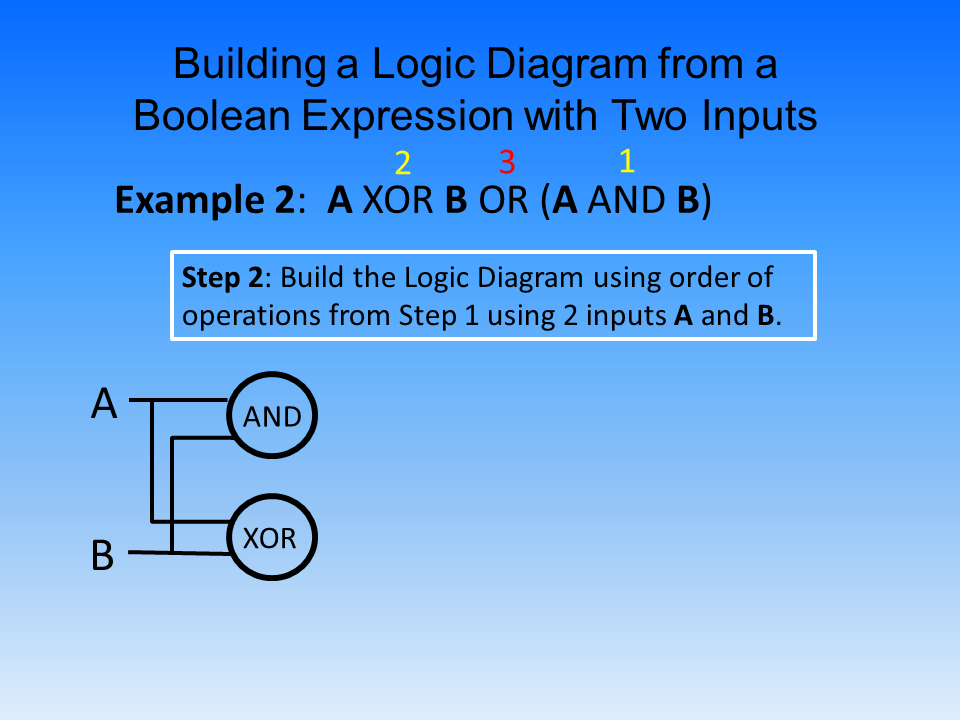 Building a Logic Diagram from a
Boolean Expression with Two Inputs
2 3 1
Example 2: A XOR B OR (A AND B)
Step 2: Build the Logic Diagram using order of
operations from Step 1 using 2 inputs A and B.
A
AND
XOR
B